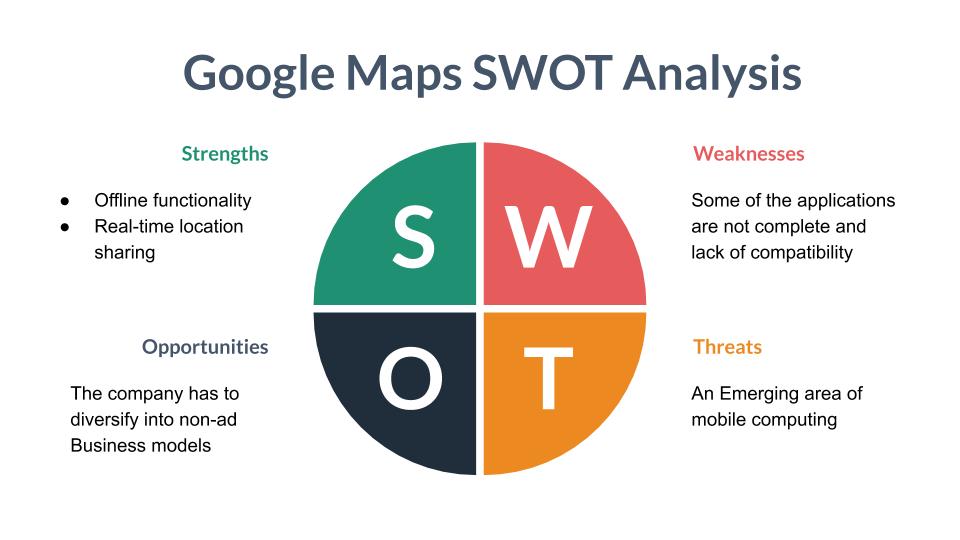 Google Maps SWOT Analysis
Strengths
● Offline functionality
● Real-time location
sharing
Weaknesses
Some of the applications
are not complete and
lack of compatibility
S
W
O
T
Opportunities
The company has to
diversify into non-ad
Business models
Threats
An Emerging area of
mobile computing